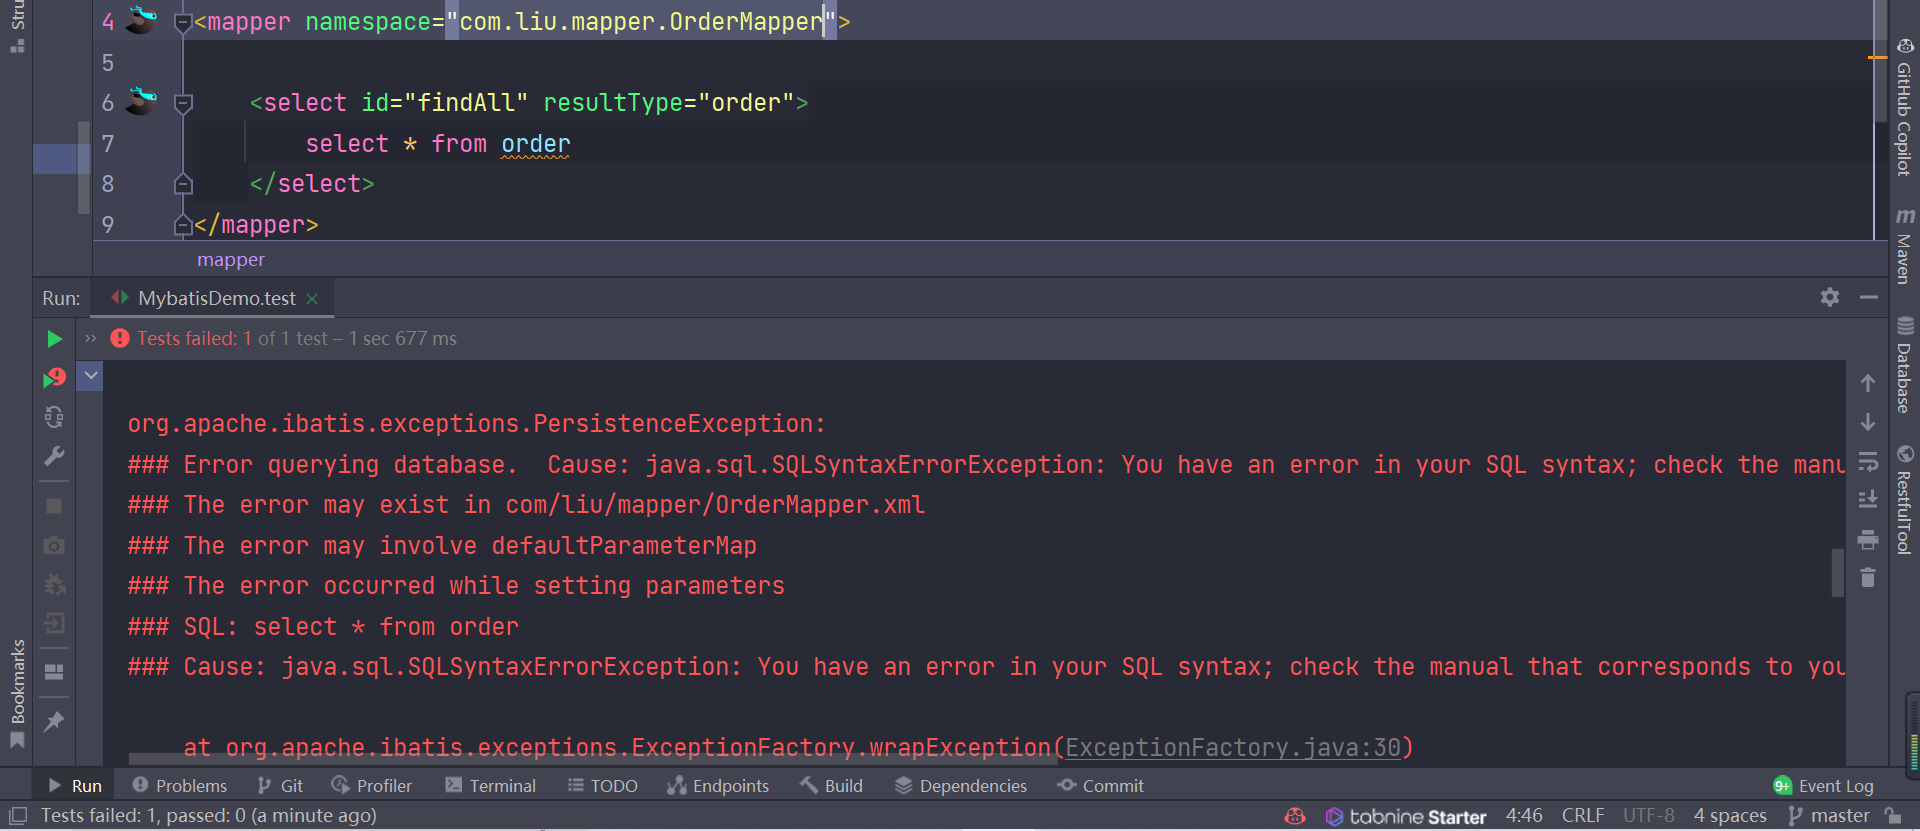 Stru
4 <mapper namespace="com.liu.mapper.OrderMapper">
5
6 <select id="findAll" resultType="order">
7 select * from order
8 </select>
9 </mapper>
mapper
Run: MybatisDemo.test
Tests failed: 1 of 1 test – 1 sec 677 ms
org.apache.ibatis.exceptions.PersistenceException:
### Error querying database.  Cause: java.sql.SQLSyntaxErrorException: You have an error in your SQL syntax; check the manu
### The error may exist in com/liu/mapper/OrderMapper.xml
### The error may involve defaultParameterMap
### The error occurred while setting parameters
### SQL: select * from order
### Cause: java.sql.SQLSyntaxErrorException: You have an error in your SQL syntax; check the manual that corresponds to you
at org.apache.ibatis.exceptions.ExceptionFactory.wrapException(ExceptionFactory.java:30)
Bookmarks
GitHub Copilot
m Maven
Database
RestfulTool
Run Problems Git Profiler Terminal TODO Endpoints Build Dependencies Commit 9+ Event Log
Tests failed: 1, passed: 0 (a minute ago) tabnine Starter 4:46 CRLF UTF-8 4 spaces master